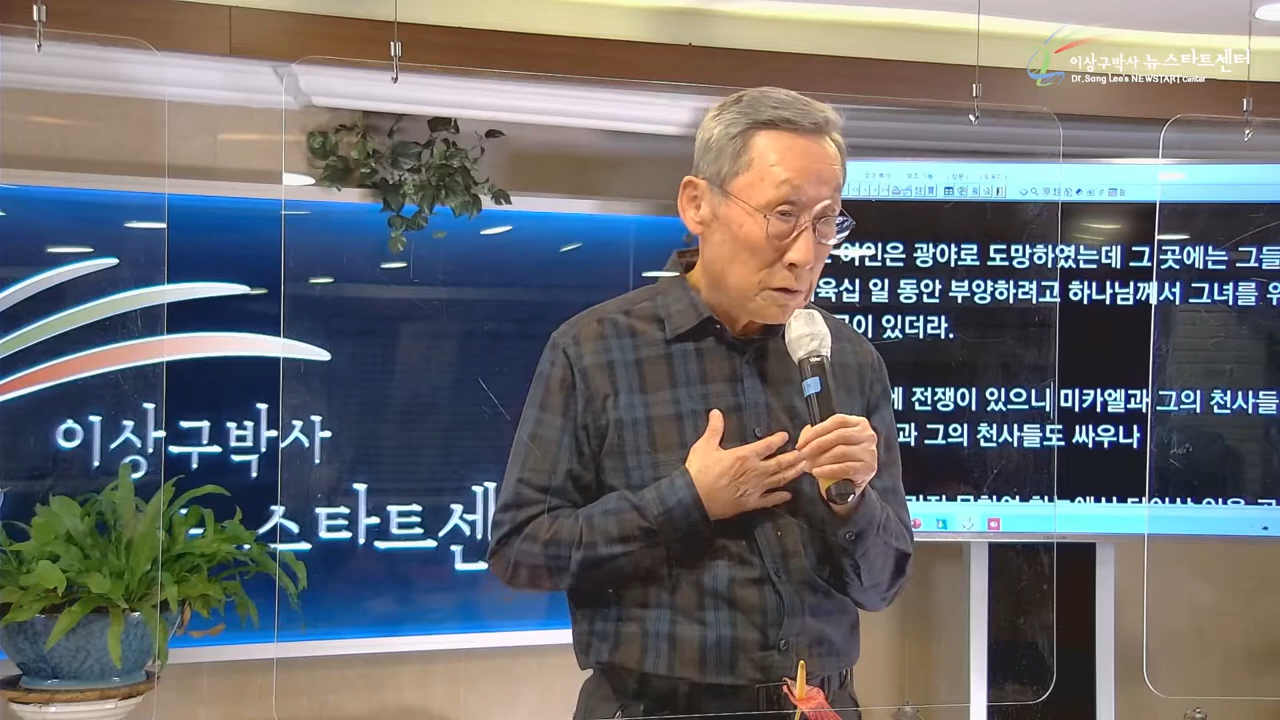 이상구박사 뉴스타트센터
Dr.Sang Lee's NEWSTART Center
여인은 광야로 도망하였는데 그 곳에는 그들
육십 일 동안 부양하려고 하나님께서 그녀를 위
곳이 있더라.
에 전쟁이 있으니 미카엘과 그의 천사들
과 그의 천사들도 싸우나
이상구박사
스타트센